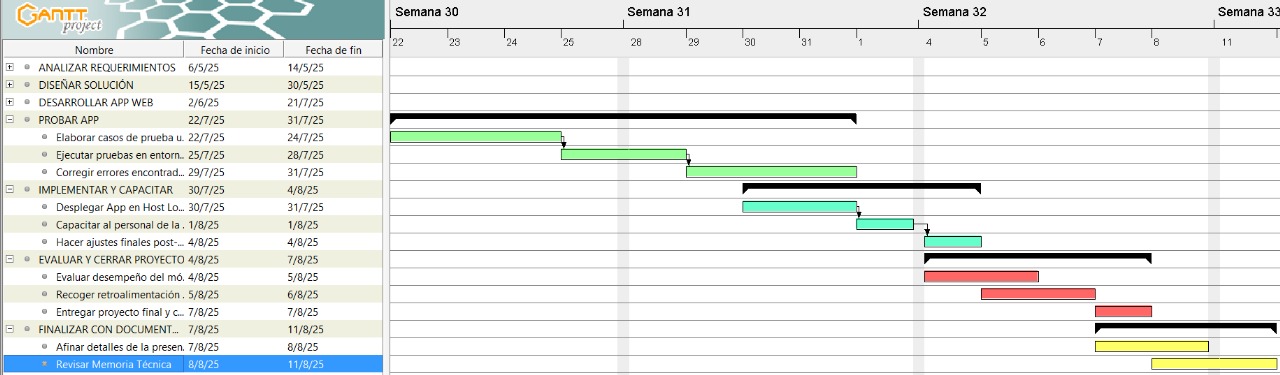 GANTT project
Semana 30 Semana 31 Semana 32 Semana 33
22 23 24 25 28 29 30 31 1 4 5 6 7 8 11
Nombre Fecha de inicio Fecha de fin
ANALIZAR REQUERIMIENTOS 6/5/25 14/5/25
DISEÑAR SOLUCIÓN 15/5/25 30/5/25
DESARROLLAR APP WEB 2/6/25 21/7/25
PROBAR APP 22/7/25 31/7/25
Elaborar casos de prueba u. 22/7/25 24/7/25
Ejecutar pruebas en entorn... 25/7/25 28/7/25
Corregir errores encontrad... 29/7/25 31/7/25
IMPLEMENTAR Y CAPACITAR 30/7/25 4/8/25
Desplegar App en Host Lo... 30/7/25 31/7/25
Capacitar al personal de la . 1/8/25 1/8/25
Hacer ajustes finales post-... 4/8/25 4/8/25
EVALUAR Y CERRAR PROYECTO 4/8/25 7/8/25
Evaluar desempeño del mó. 4/8/25 5/8/25
Recoger retroalimentación . 5/8/25 6/8/25
Entregar proyecto final y c... 7/8/25 7/8/25
FINALIZAR CON DOCUMENT... 7/8/25 11/8/25
Afinar detalles de la presen. 7/8/25 8/8/25
Revisar Memoria Técnica 8/8/25 11/8/25